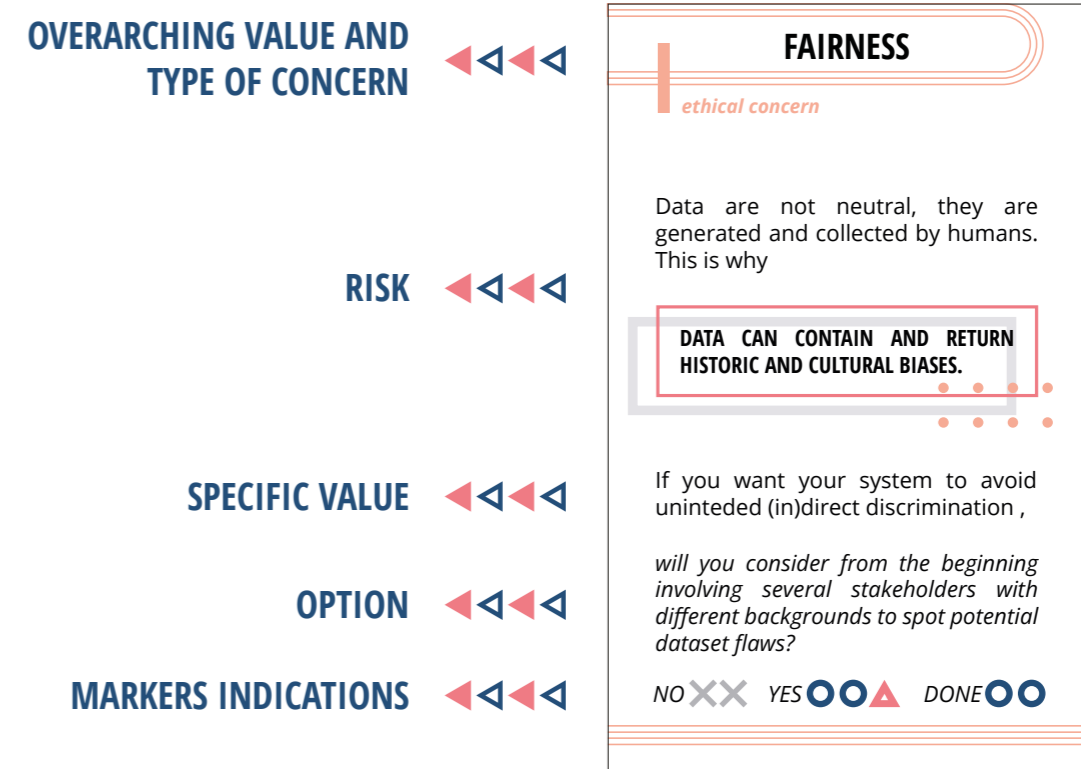 OVERARCHING VALUE AND
TYPE OF CONCERN
FAIRNESS
ethical concern
Data are not neutral, they are
generated and collected by humans.
This is why
RISK
DATA CAN CONTAIN AND RETURN
HISTORIC AND CULTURAL BIASES.
SPECIFIC VALUE
If you want your system to avoid
uninteded (in)direct discrimination ,
OPTION
will you consider from the beginning
involving several stakeholders with
different backgrounds to spot potential
dataset flaws?
MARKERS INDICATIONS
NO YES DONE